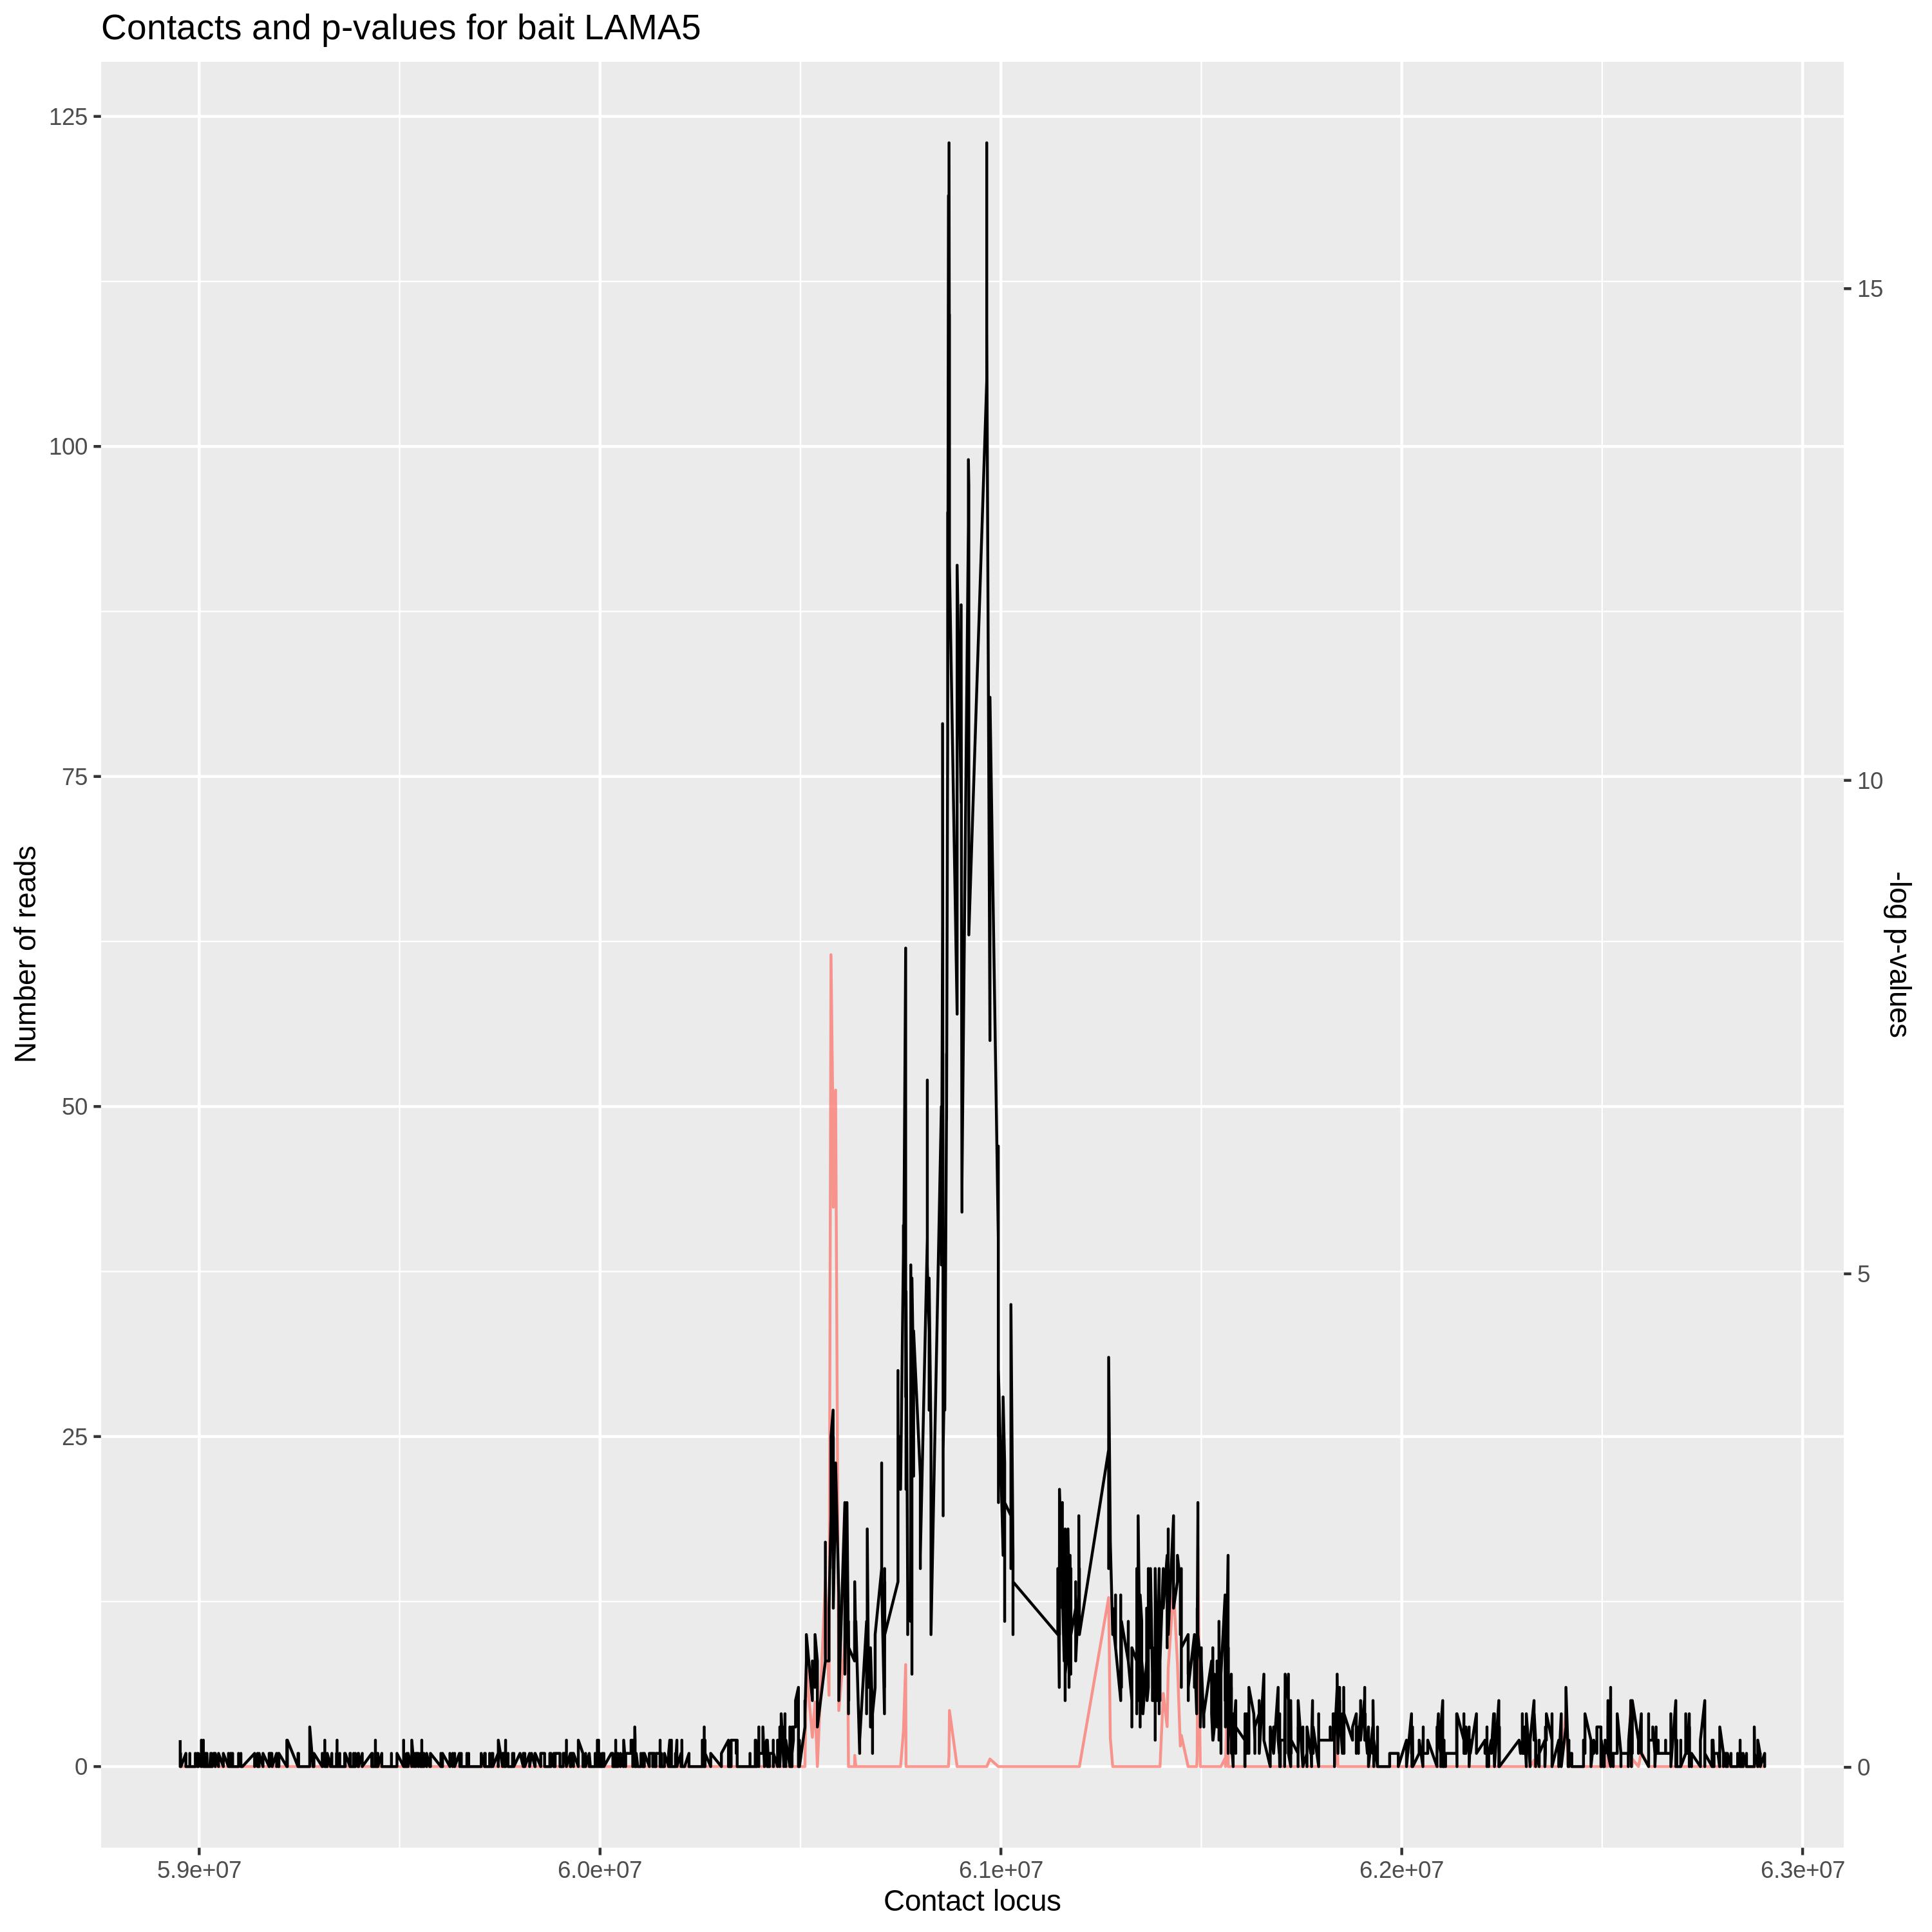 Contacts and p-values for bait LAMA5
125
100
75
50
25
0
Number of reads
15
10
5
0
-log p-values
5.9e+07
6.0e+07
6.1e+07
6.2e+07
6.3e+07
Contact locus